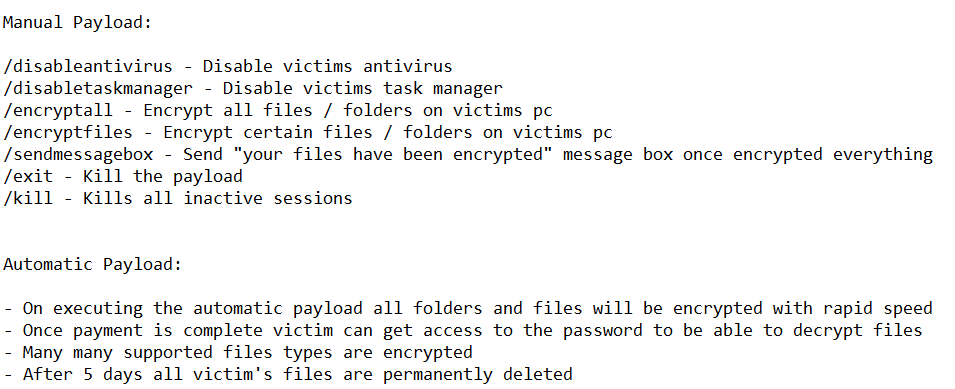 Manual Payload:
/disableantivirus - Disable victims antivirus
/disabletaskmanager - Disable victims task manager
/encryptall - Encrypt all files / folders on victims pc
/encryptfiles - Encrypt certain files / folders on victims pc
/sendmessagebox - Send "your files have been encrypted" message box once encrypted everything
/exit - Kill the payload
/kill - Kills all inactive sessions
Automatic Payload:
- On executing the automatic payload all folders and files will be encrypted with rapid speed
- Once payment is complete victim can get access to the password to be able to decrypt files
- Many many supported files types are encrypted
- After 5 days all victim's files are permanently deleted